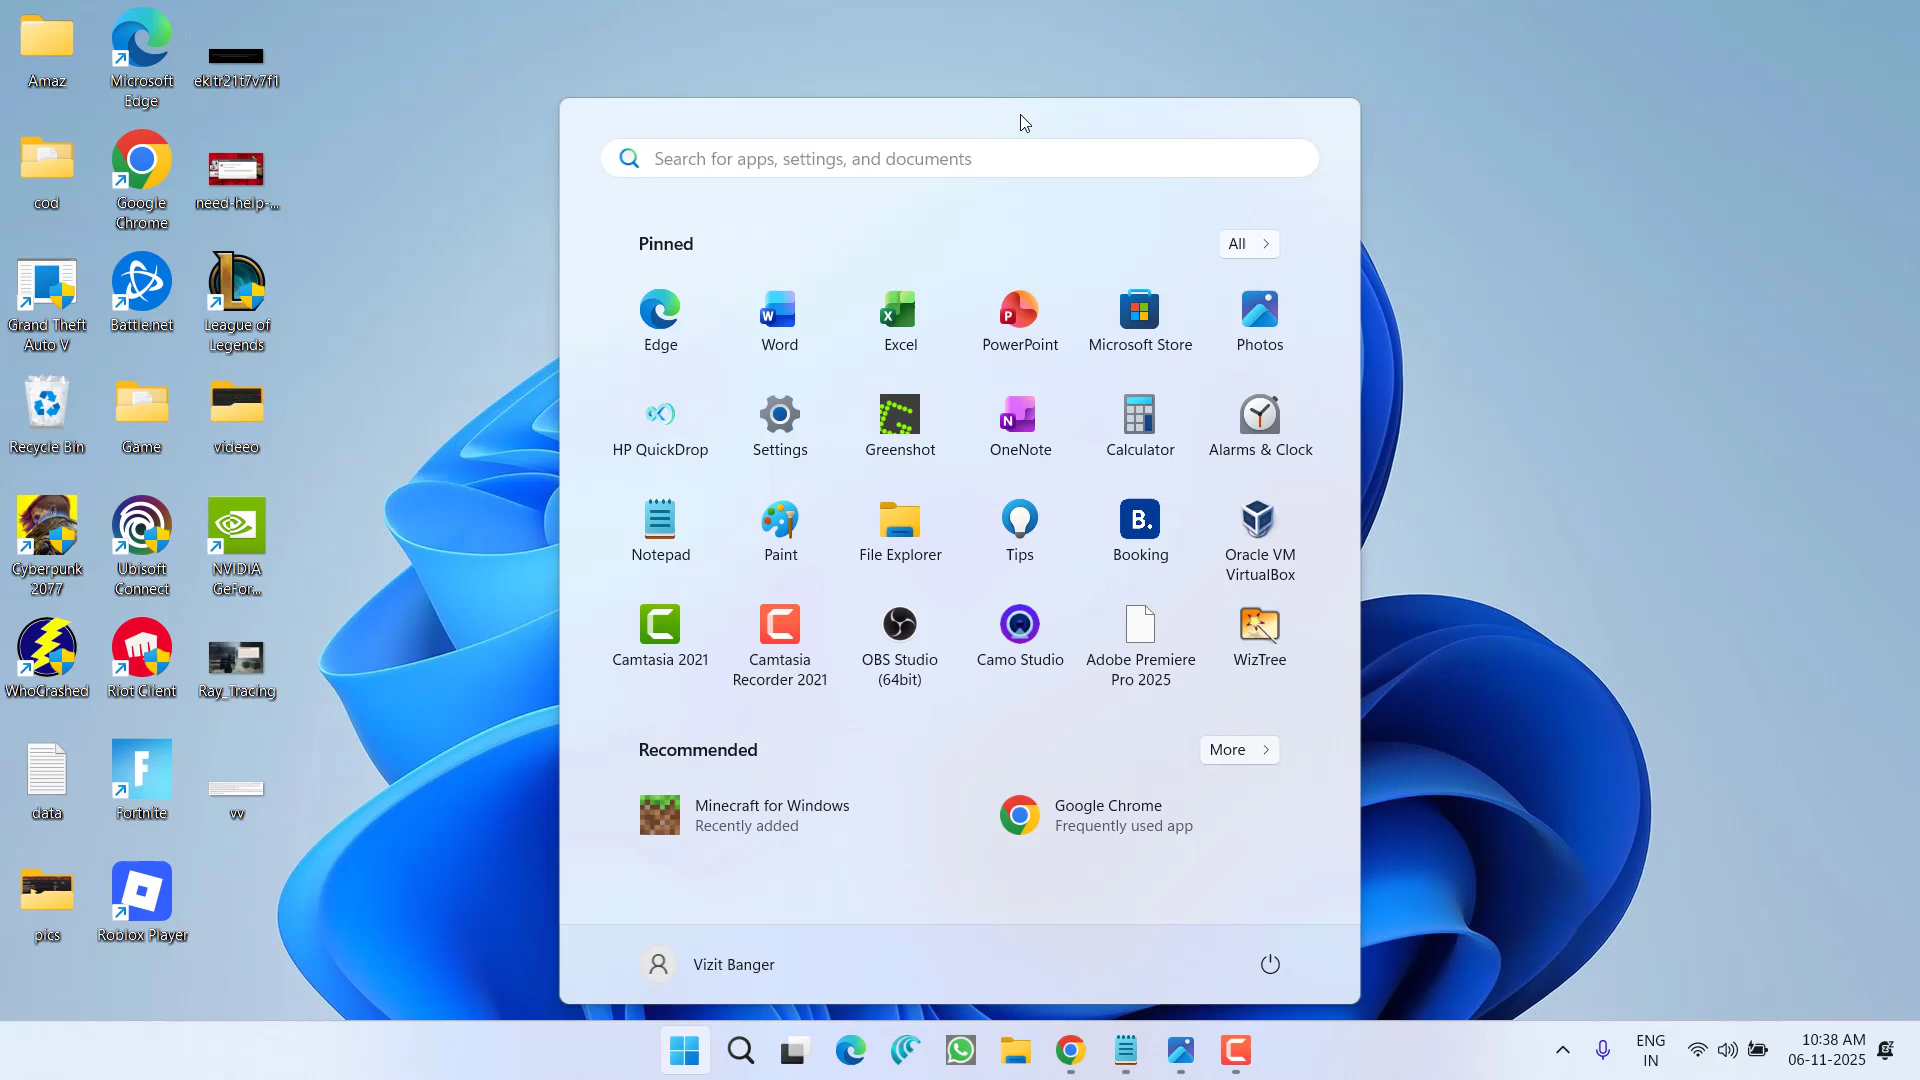 Amaz
Microsoft
Edge
ekltr21t7v7f1
cod
Google
Chrome
need-help-...
Grand Theft
Auto V
Battle.net
League of
Legends
Recycle Bin
Game
videeo
Cyberpunk
2077
Ubisoft
Connect
NVIDIA
GeFor...
WhoCrashed
Riot Client
Ray_Tracing
data
Fortnite
vv
pics
Roblox Player
Search for apps, settings, and documents
Pinned
All
Edge
Word
Excel
PowerPoint
Microsoft Store
Photos
HP QuickDrop
Settings
Greenshot
OneNote
Calculator
Alarms & Clock
Notepad
Paint
File Explorer
Tips
Booking
Oracle VM
VirtualBox
Camtasia 2021
Camtasia
Recorder 2021
OBS Studio
(64bit)
Camo Studio
Adobe Premiere
Pro 2025
WizTree
Recommended
More
Minecraft for Windows
Recently added
Google Chrome
Frequently used app
Vizit Banger
ENG
IN
10:38 AM
06-11-2025